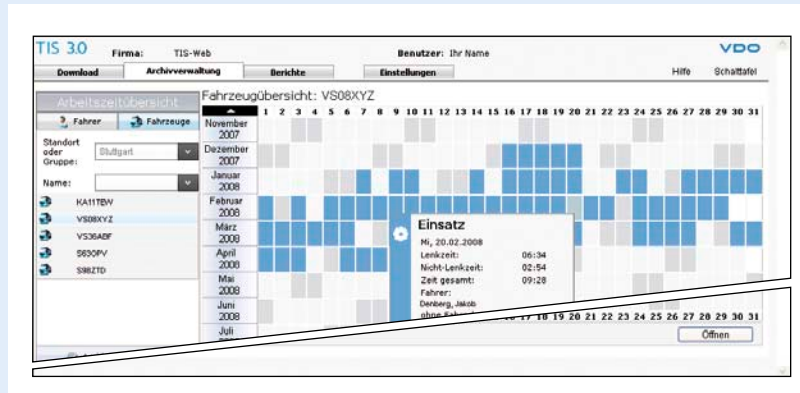 TIS 3.0 Firma: TIS-Web Benutzer: Ihr Name VDO
Download Archivverwaltung Berichte Einstellungen Hilfe Schalttafel
Arbeitszeitübersicht
Fahrer Fahrzeuge
Standort
oder
Gruppe:
Stuttgart
Name:
KA11TBW
VS08XYZ
VS36ABF
S630PV
S98ZTD
Fahrzeugübersicht: VS08XYZ
1 2 3 4 5 6 7 8 9 10 11 12 13 14 15 16 17 18 19 20 21 22 23 24 25 26 27 28 29 30 31
November
2007
Dezember
2007
Januar
2008
Februar
2008
März
2008
April
2008
Mai
2008
Juni
2008
Juli
Einsatz
Mi, 20.02.2008
Lenkzeit: 06:34
Nicht-Lenkzeit: 02:54
Zeit gesamt: 09:28
Fahrer:
Denberg, Jakob
16 17 18 19 20 21 22 23 24 25 26 27 28 29 30 31
Öffnen